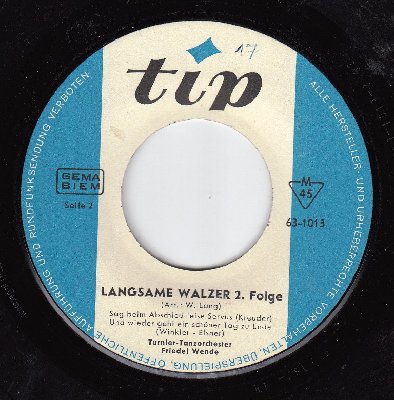 17
tip
GEMA
BIEM
Seite 2
M
45
63-1013
LANGSAME WALZER 2. Folge
(Arr.: W. Lang)
Sag beim Abschied leise Servus (Kreuder)
Und wieder geht ein schöner Tag zu Ende
(Winkler - Elsner)
Turnier-Tanzorchester
Friedel Wende
ALLE HERSTELLER- UND URHEBERRECHTE VORBEHALTEN. ÜBERSPIELUNG, ÖFFENTLICHE AUFFÜHRUNG UND RUNDFUNKSENDUNG VERBOTEN